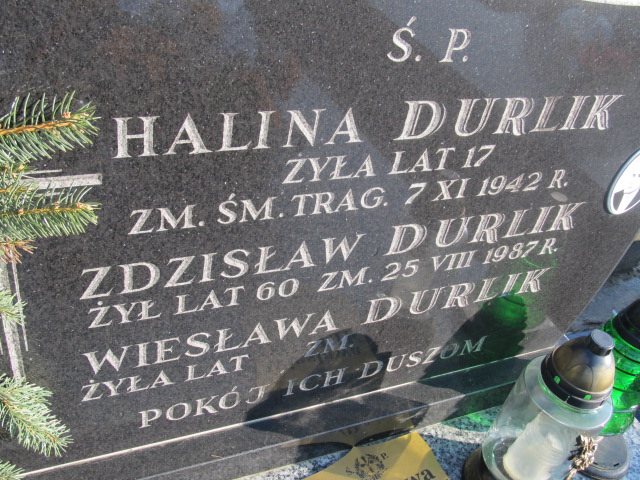 Ś. P.
HALINA DURLIK
ŻYŁA LAT 17
ZM. ŚM. TRAG. 7 XI 1942 R.
ZDZISŁAW DURLIK
ŻYŁ LAT 60 ZM. 25 VIII 1987 R.
WIESŁAWA DURLIK
ŻYŁA LAT ZM.
POKÓJ ICH DUSZOM
Ś. P.